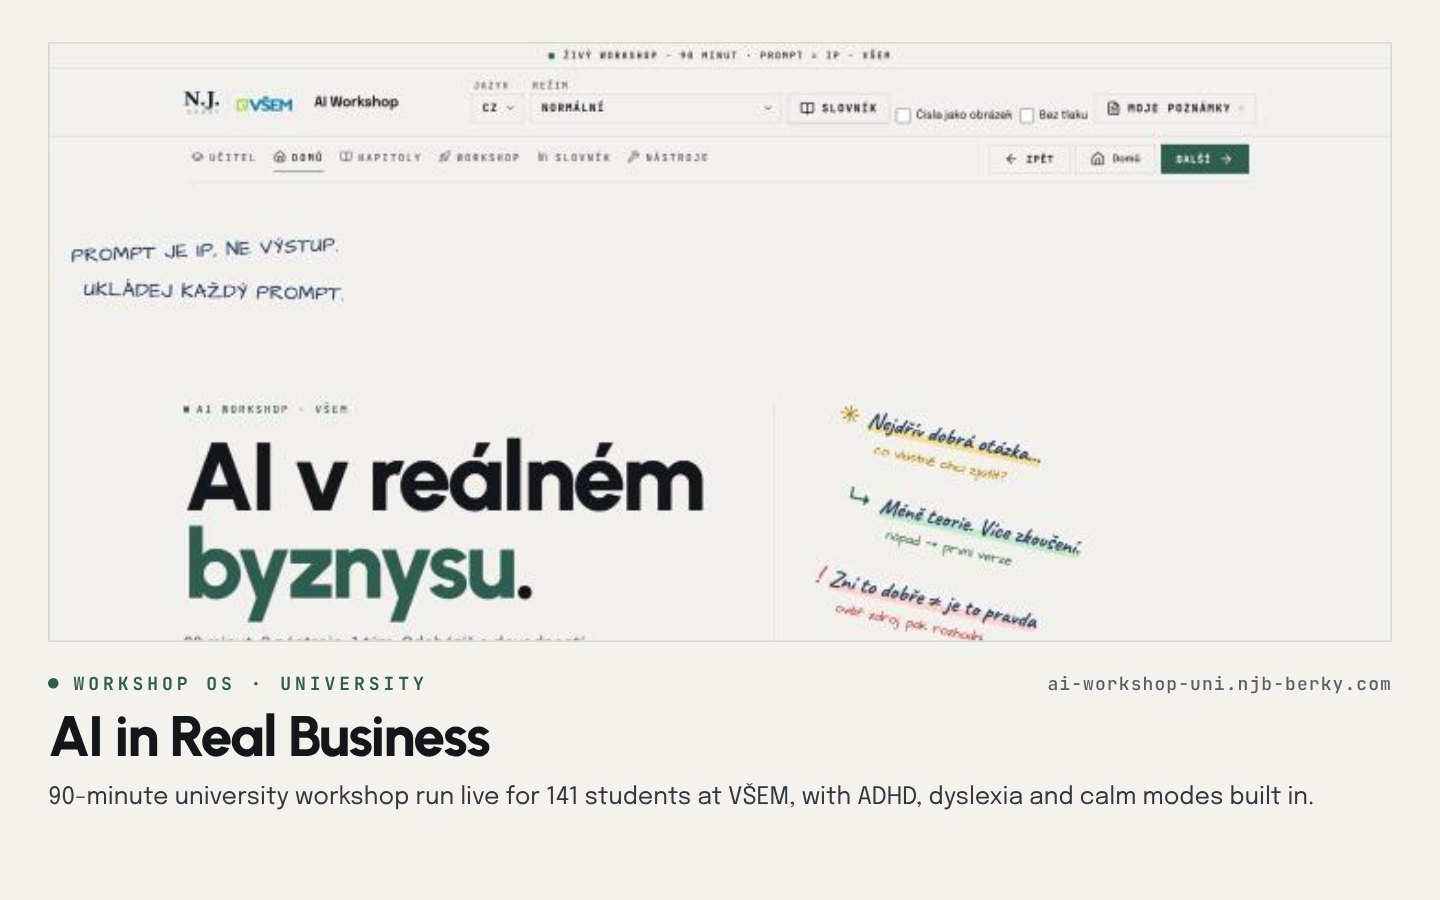 ŽIVÝ WORKSHOP · 90 MINUT · PROMPT = IP · VŠEM
JAZYK REŽIM
N.J. VŠEM AI Workshop CZ NORMÁLNÍ SLOVNÍK Čísla jako obrázek Bez tlaku MOJE POZNÁMKY
UČITEL DOMŮ KAPITOLY WORKSHOP SLOVNÍK NÁSTROJE ← ZPĚT Domů DALŠÍ →
PROMPT JE IP, NE VÝSTUP.
UKLÁDEJ KAŽDÝ PROMPT.
AI WORKSHOP · VŠEM
AI v reálném
byznysu.
Nejdřív dobrá otázka...
co vlastně chci zjistit?
Méně teorie. Více zkoušení.
nápad → první verze
! Zní to dobře ≠ je to pravda
ověř zdroj, pak rozhodni
WORKSHOP OS · UNIVERSITY
ai-workshop-uni.njb-berky.com
AI in Real Business
90-minute university workshop run live for 141 students at VŠEM, with ADHD, dyslexia and calm modes built in.